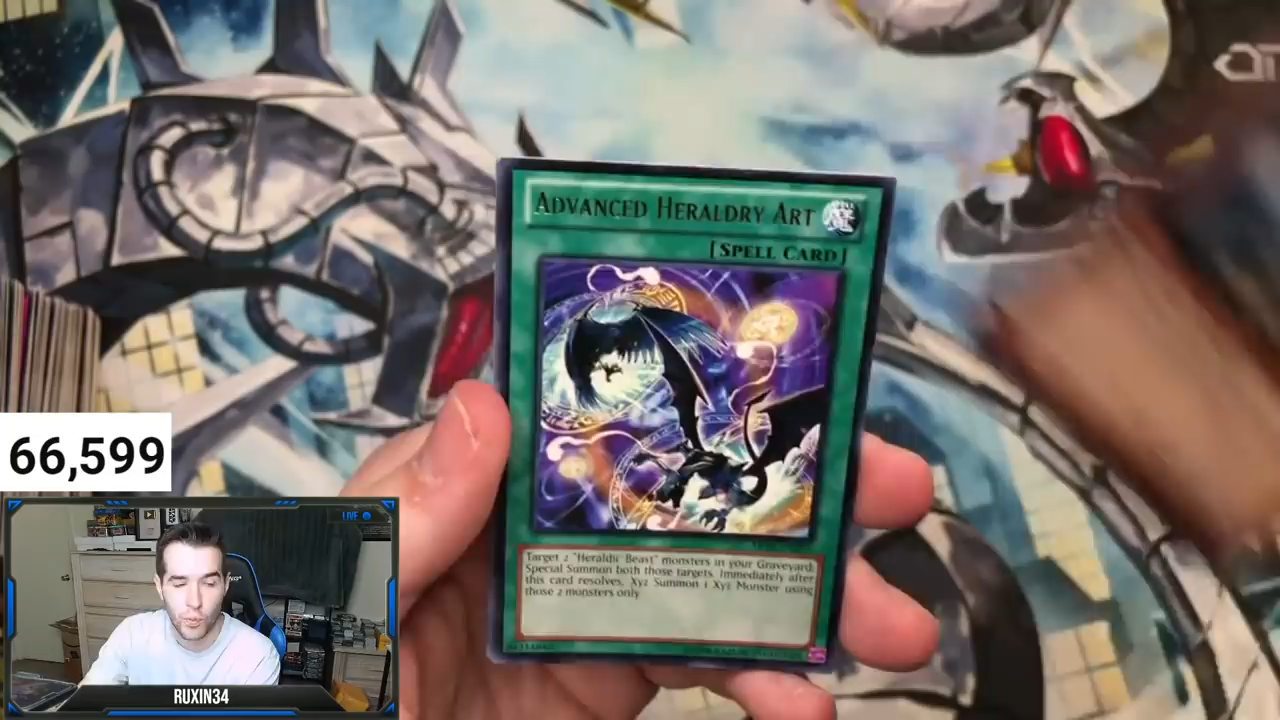 ADVANCED HERALDRY ART
[SPELL CARD]
Target 2 "Heraldic Beast" monsters in your Graveyard;
Special Summon both those targets. Immediately after
this card resolves, Xyz Summon 1 Xyz Monster using
those 2 monsters only.
66,599
LIVE
RUXIN34